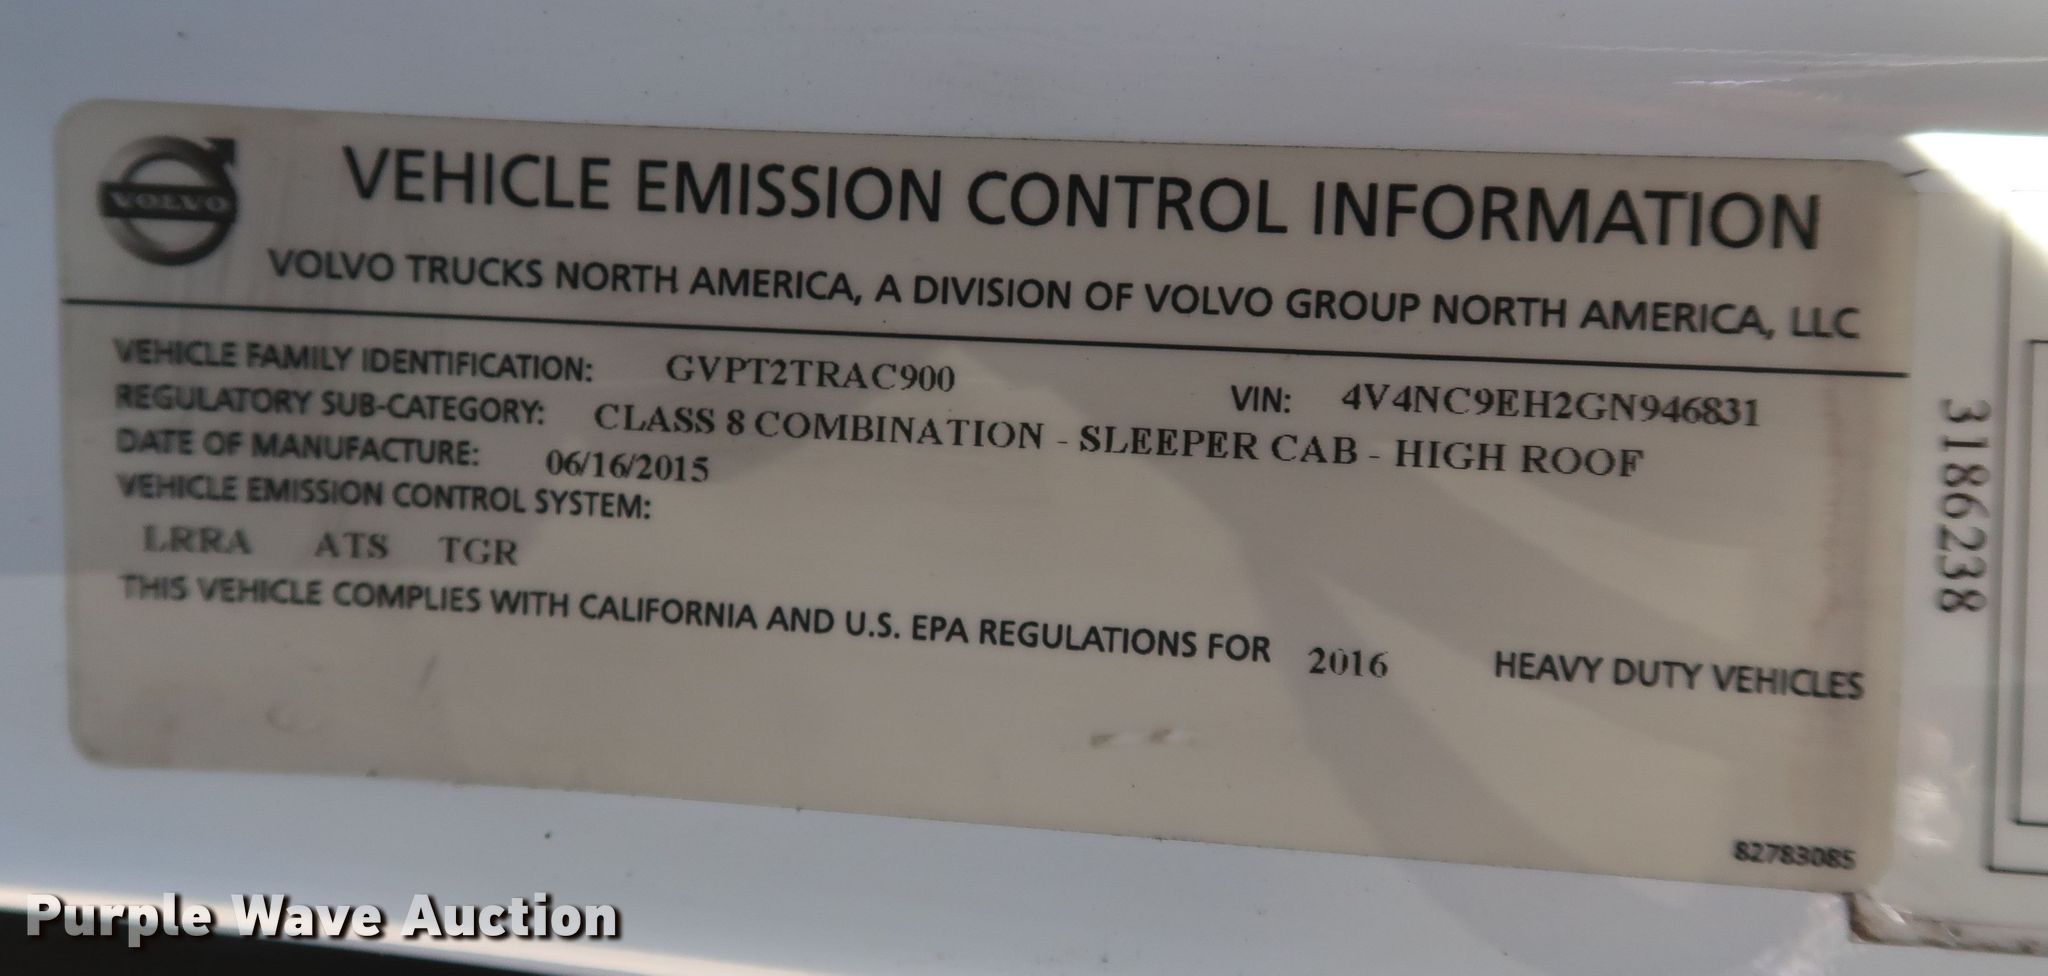 VOLVO
VEHICLE EMISSION CONTROL INFORMATION
VOLVO TRUCKS NORTH AMERICA, A DIVISION OF VOLVO GROUP NORTH AMERICA, LLC
VEHICLE FAMILY IDENTIFICATION: GVPT2TRAC900 VIN: 4V4NC9EH2GN946831
REGULATORY SUB-CATEGORY: CLASS 8 COMBINATION - SLEEPER CAB - HIGH ROOF
DATE OF MANUFACTURE: 06/16/2015
VEHICLE EMISSION CONTROL SYSTEM:
LRRA ATS TGR
THIS VEHICLE COMPLIES WITH CALIFORNIA AND U.S. EPA REGULATIONS FOR 2016 HEAVY DUTY VEHICLES
82783085
3186238
Purple Wave Auction